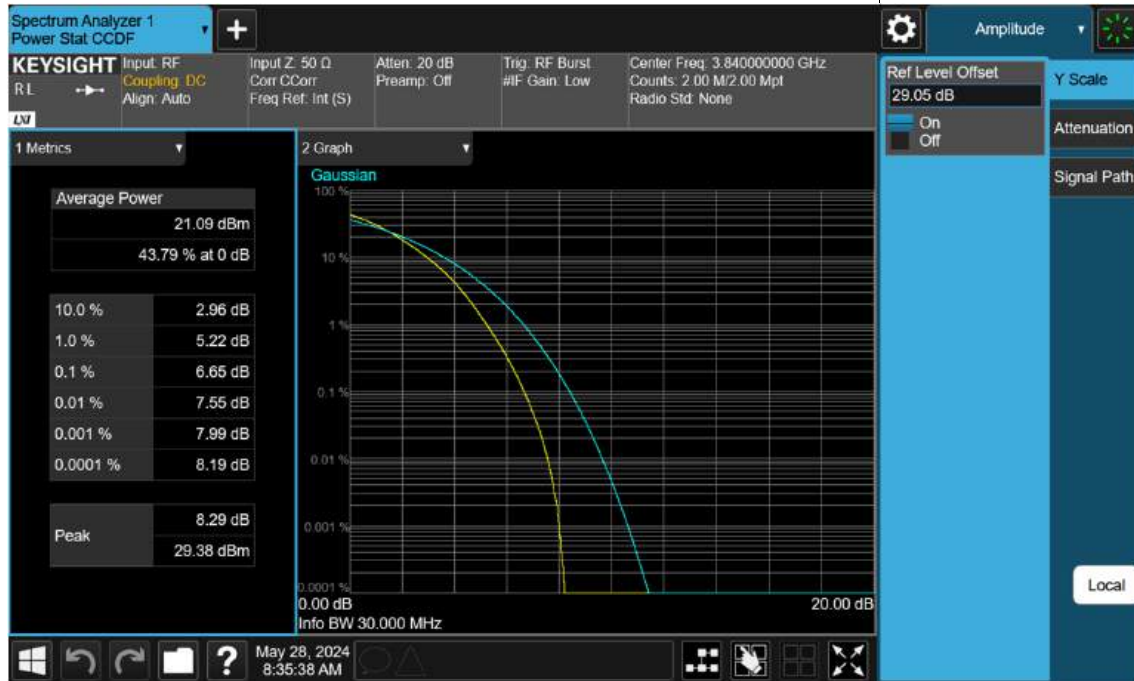 Spectrum Analyzer 1
Power Stat CCDF
Amplitude
KEYSIGHT
R L
LXI
Input: RF
Coupling: DC
Align: Auto
Input Z: 50 Ω
Corr CCorr
Freq Ref: Int (S)
Atten: 20 dB
Preamp: Off
Trig: RF Burst
#IF Gain: Low
Center Freq: 3.840000000 GHz
Counts: 2.00 M/2.00 Mpt
Radio Std: None
Ref Level Offset
29.05 dB
On
Off
Y Scale
Attenuation
Signal Path
1 Metrics
Average Power
21.09 dBm
43.79 % at 0 dB
10.0 % 2.96 dB
1.0 % 5.22 dB
0.1 % 6.65 dB
0.01 % 7.55 dB
0.001 % 7.99 dB
0.0001 % 8.19 dB
Peak
8.29 dB
29.38 dBm
2 Graph
Gaussian
100 %
10 %
1 %
0.1 %
0.01 %
0.001 %
0.0001 %
0.00 dB 20.00 dB
Info BW 30.000 MHz
Local
?
May 28, 2024
8:35:38 AM